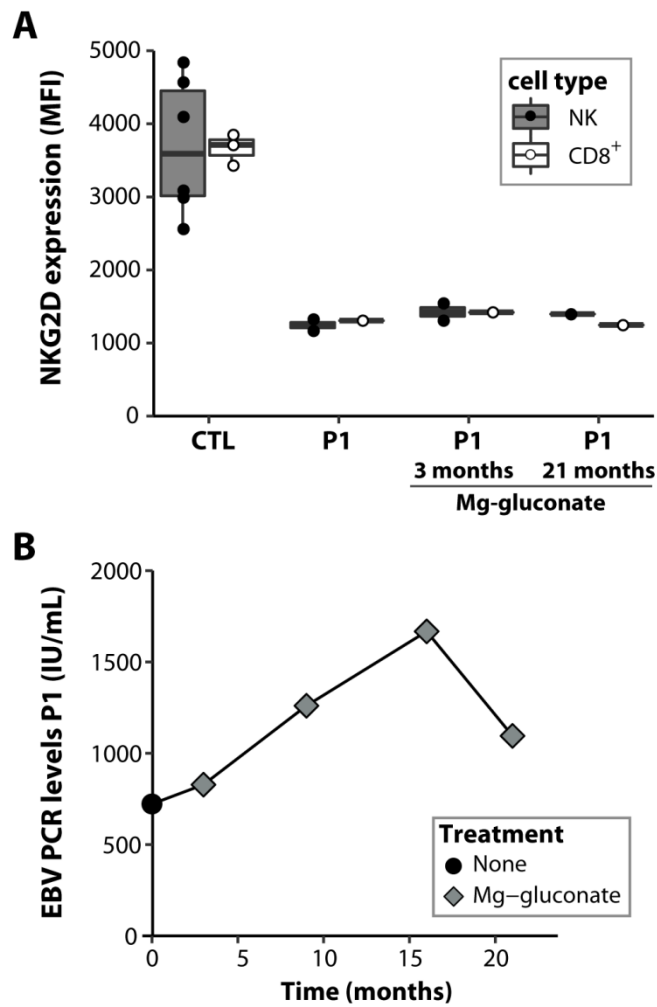 A
NKG2D expression (MFI)
5000
4000
3000
2000
1000
0
cell type
NK
CD8⁺
CTL
P1
P1
3 months
P1
21 months
Mg-gluconate
B
EBV PCR levels P1 (IU/mL)
2000
1500
1000
500
0
Treatment
None
Mg−gluconate
0 5 10 15 20
Time (months)